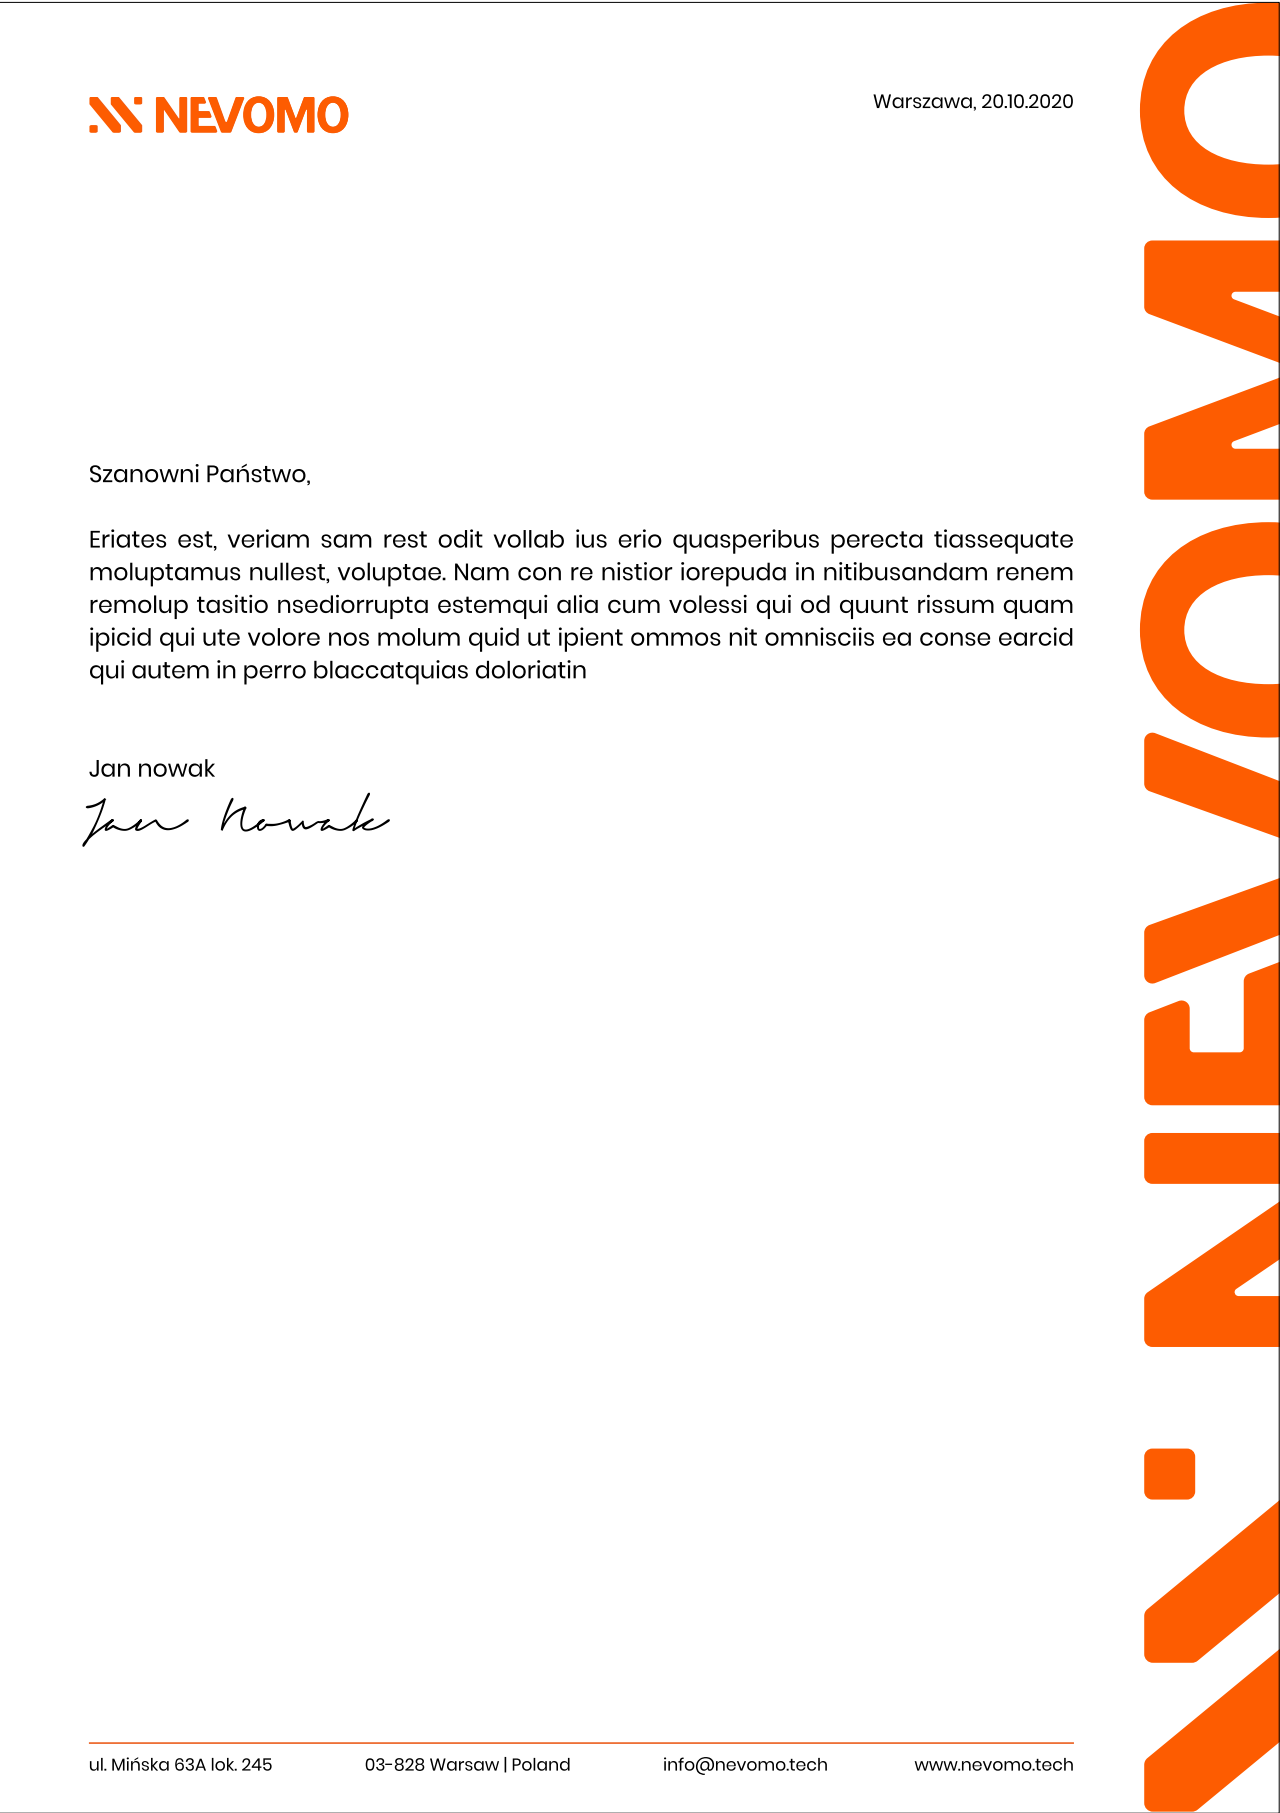 NEVOMO
Warszawa, 20.10.2020
Szanowni Państwo,
Eriates est, veriam sam rest odit vollab ius erio quasperibus perecta tiassequate
moluptamus nullest, voluptae. Nam con re nistior iorepuda in nitibusandam renem
remolup tasitio nsediorrupta estemqui alia cum volessi qui od quunt rissum quam
ipicid qui ute volore nos molum quid ut ipient ommos nit omnisciis ea conse earcid
qui autem in perro blaccatquias doloriatin
Jan nowak
Jan Nowak
ul. Mińska 63A lok. 245
03-828 Warsaw | Poland
info@nevomo.tech
www.nevomo.tech
NEVOMO